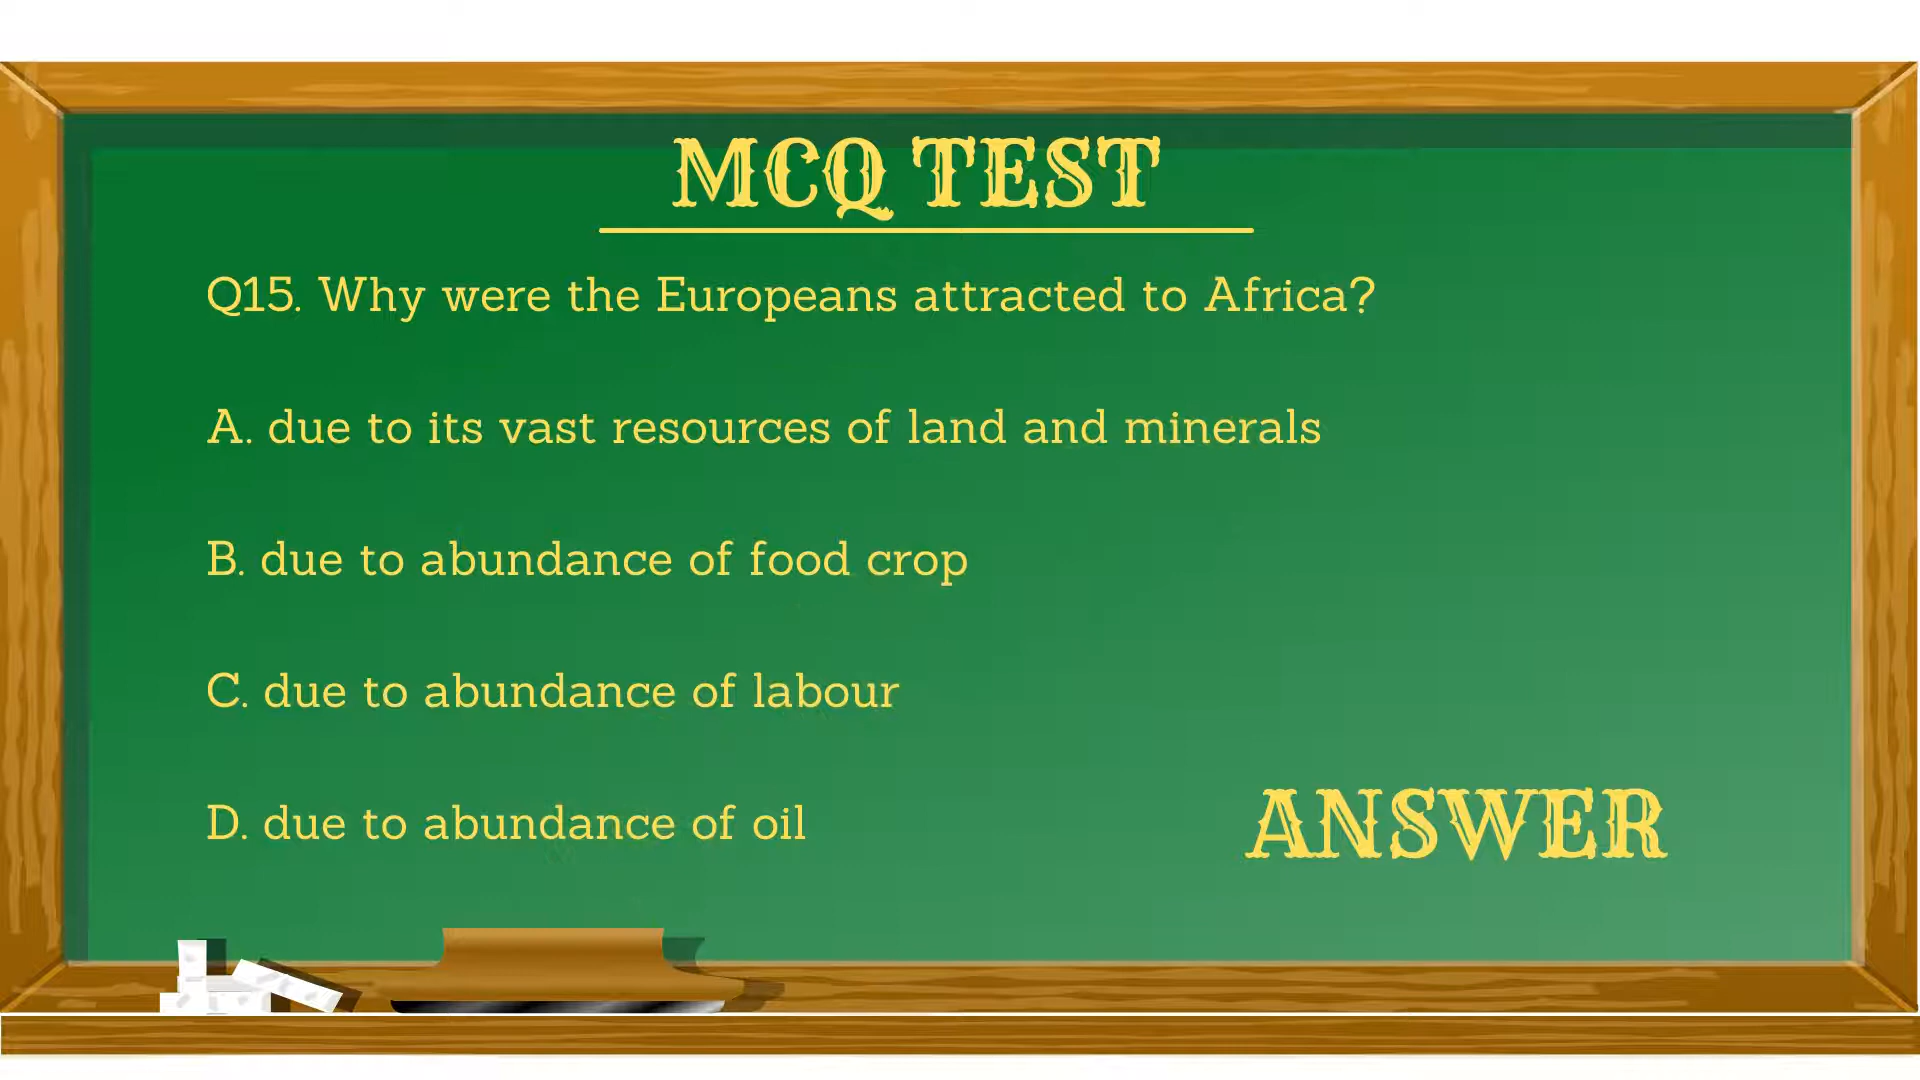 MCQ TEST
Q15. Why were the Europeans attracted to Africa?
A. due to its vast resources of land and minerals
B. due to abundance of food crop
C. due to abundance of labour
D. due to abundance of oil
ANSWER